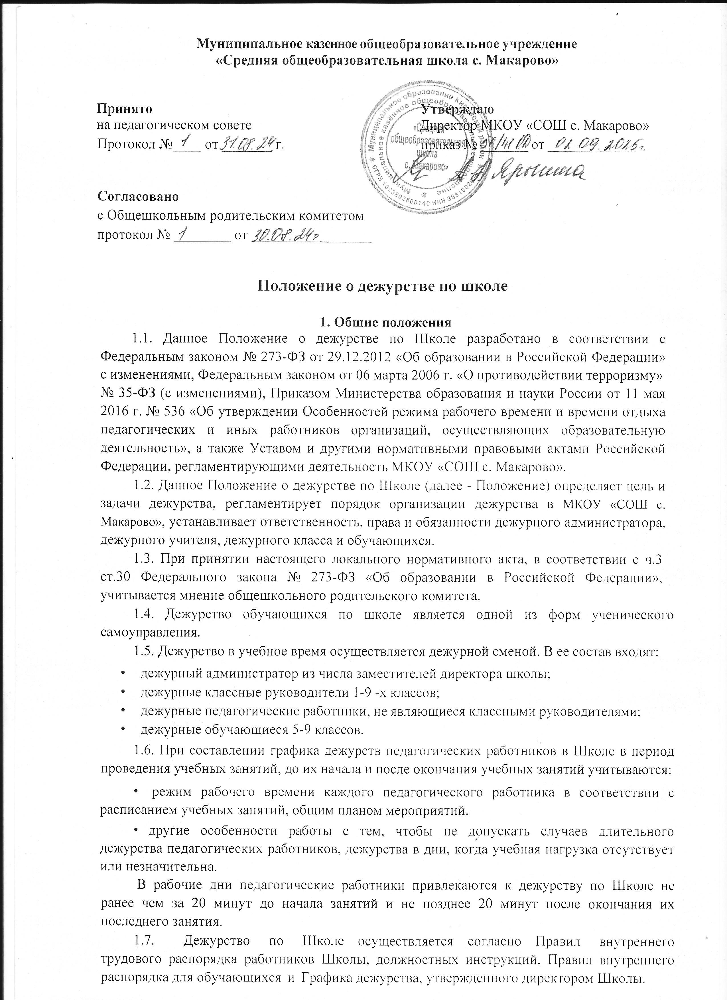 Муниципальное казенное общеобразовательное учреждение
«Средняя общеобразовательная школа с. Макарово»
Принято
на педагогическом совете
Протокол № 1 от 31.08.24 г.
Утверждаю
Директор МКОУ «СОШ с. Макарово»
приказ № /41 ОД от 02.09.2025 г.
А А Ярынина
Муниципальное образование Киренский район
Муниципальное казённое общеобразовательное учреждение
ОГРН 1023802600140 ИНН
«Средняя
общеобразовательная
школа
с. Макарово»
Согласовано
с Общешкольным родительским комитетом
протокол № 1 от 30.08.24г
Положение о дежурстве по школе
1. Общие положения
1.1. Данное Положение о дежурстве по Школе разработано в соответствии с
Федеральным законом № 273-ФЗ от 29.12.2012 «Об образовании в Российской Федерации»
с изменениями, Федеральным законом от 06 марта 2006 г. «О противодействии терроризму»
№ 35-ФЗ (с изменениями), Приказом Министерства образования и науки России от 11 мая
2016 г. № 536 «Об утверждении Особенностей режима рабочего времени и времени отдыха
педагогических и иных работников организаций, осуществляющих образовательную
деятельность», а также Уставом и другими нормативными правовыми актами Российской
Федерации, регламентирующими деятельность МКОУ «СОШ с. Макарово».
1.2. Данное Положение о дежурстве по Школе (далее - Положение) определяет цель и
задачи дежурства, регламентирует порядок организации дежурства в МКОУ «СОШ с.
Макарово», устанавливает ответственность, права и обязанности дежурного администратора,
дежурного учителя, дежурного класса и обучающихся.
1.3. При принятии настоящего локального нормативного акта, в соответствии с ч.3
ст.30 Федерального закона № 273-ФЗ «Об образовании в Российской Федерации»,
учитывается мнение общешкольного родительского комитета.
1.4. Дежурство обучающихся по школе является одной из форм ученического
самоуправления.
1.5. Дежурство в учебное время осуществляется дежурной сменой. В ее состав входят:
• дежурный администратор из числа заместителей директора школы;
• дежурные классные руководители 1-9 -х классов;
• дежурные педагогические работники, не являющиеся классными руководителями;
• дежурные обучающиеся 5-9 классов.
1.6. При составлении графика дежурств педагогических работников в Школе в период
проведения учебных занятий, до их начала и после окончания учебных занятий учитываются:
• режим рабочего времени каждого педагогического работника в соответствии с
расписанием учебных занятий, общим планом мероприятий,
• другие особенности работы с тем, чтобы не допускать случаев длительного
дежурства педагогических работников, дежурства в дни, когда учебная нагрузка отсутствует
или незначительна.
В рабочие дни педагогические работники привлекаются к дежурству по Школе не
ранее чем за 20 минут до начала занятий и не позднее 20 минут после окончания их
последнего занятия.
1.7. Дежурство по Школе осуществляется согласно Правил внутреннего
трудового распорядка работников Школы, должностных инструкций, Правил внутреннего
распорядка для обучающихся и Графика дежурства, утвержденного директором Школы.